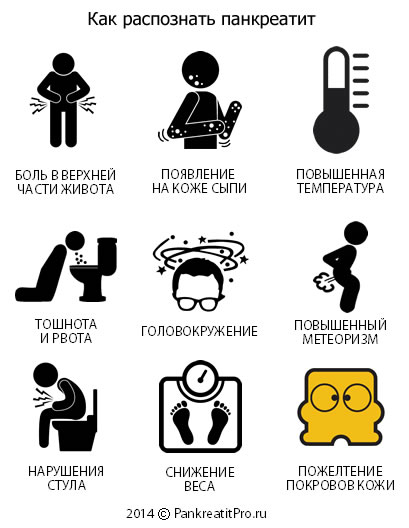 Как распознать панкреатит
БОЛЬ В ВЕРХНЕЙ
ЧАСТИ ЖИВОТА
ПОЯВЛЕНИЕ
НА КОЖЕ СЫПИ
ПОВЫШЕННАЯ
ТЕМПЕРАТУРА
ТОШНОТА
И РВОТА
ГОЛОВОКРУЖЕНИЕ
ПОВЫШЕННЫЙ
МЕТЕОРИЗМ
НАРУШЕНИЯ
СТУЛА
СНИЖЕНИЕ
ВЕСА
ПОЖЕЛТЕНИЕ
ПОКРОВОВ КОЖИ
2014 © PankreatitPro.ru